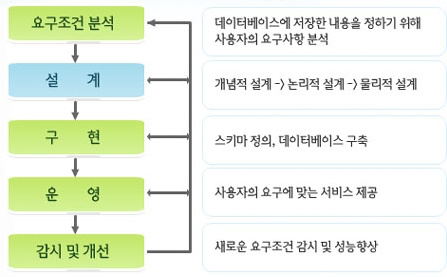 요구조건 분석
데이터베이스에 저장한 내용을 정하기 위해
사용자의 요구사항 분석
설 계
개념적 설계 -> 논리적 설계 -> 물리적 설계
구 현
스키마 정의, 데이터베이스 구축
운 영
사용자의 요구에 맞는 서비스 제공
감시 및 개선
새로운 요구조건 감시 및 성능향상